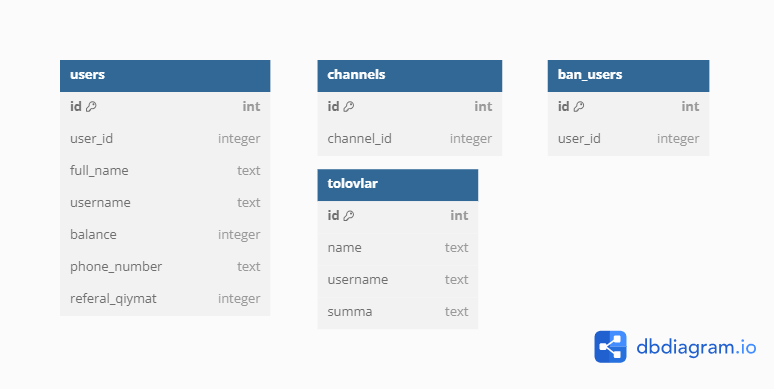 users
id int
user_id integer
full_name text
username text
balance integer
phone_number text
referal_qiymat integer
channels
id int
channel_id integer
tolovlar
id int
name text
username text
summa text
ban_users
id int
user_id integer
dbdiagram.io